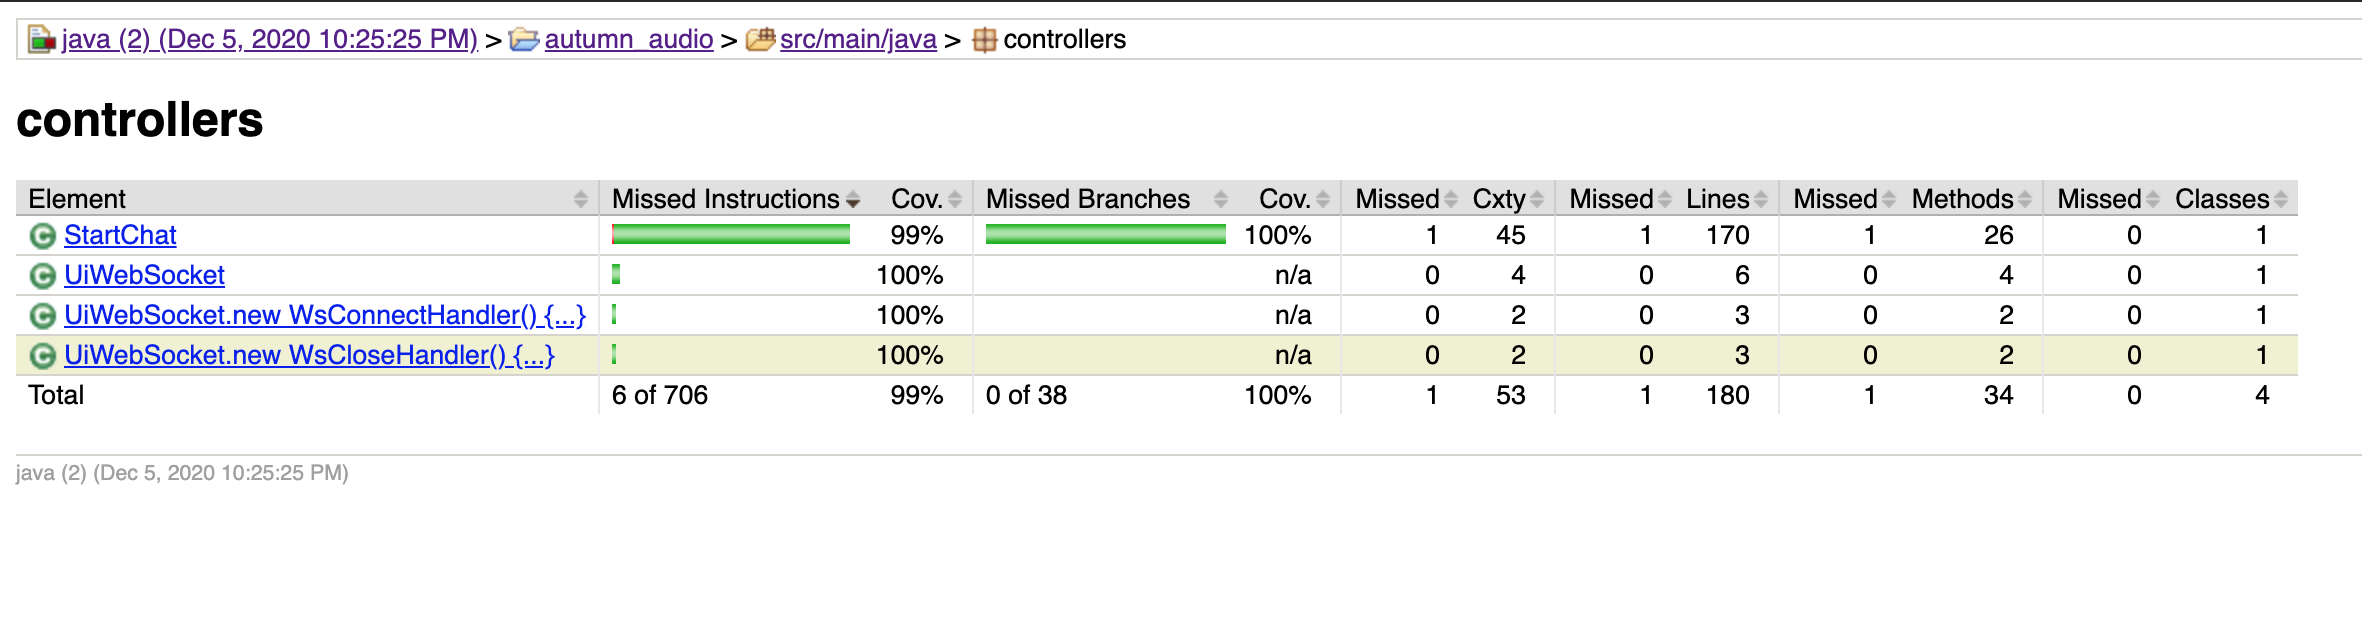 java (2) (Dec 5, 2020 10:25:25 PM) > autumn_audio > src/main/java > controllers
controllers
Element Missed Instructions Cov. Missed Branches Cov. Missed Cxty Missed Lines Missed Methods Missed Classes
StartChat 99% 100% 1 45 1 170 1 26 0 1
UiWebSocket 100% n/a 0 4 0 6 0 4 0 1
UiWebSocket.new WsConnectHandler() {...} 100% n/a 0 2 0 3 0 2 0 1
UiWebSocket.new WsCloseHandler() {...} 100% n/a 0 2 0 3 0 2 0 1
Total 6 of 706 99% 0 of 38 100% 1 53 1 180 1 34 0 4
java (2) (Dec 5, 2020 10:25:25 PM)